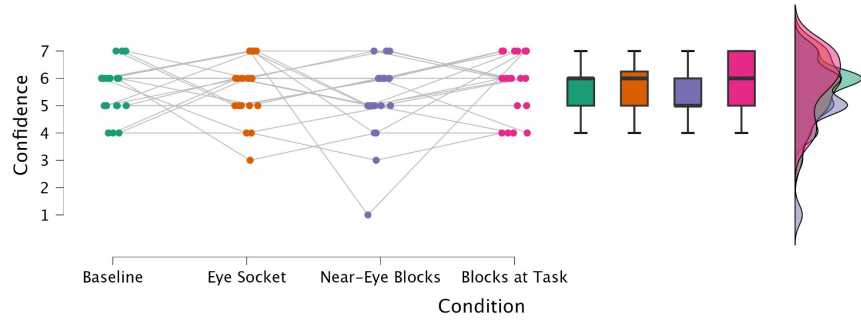 Confidence
7
6
5
4
3
2
1
Baseline Eye Socket Near-Eye Blocks Blocks at Task
Condition